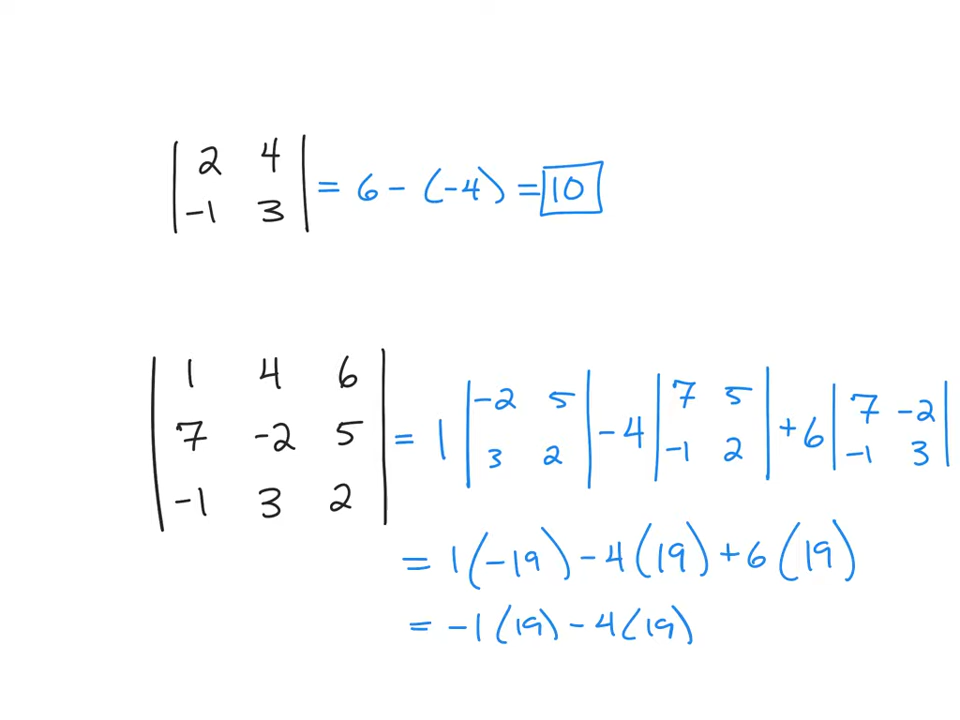 | 2 4 |
| -1 3 | = 6 - (-4) = 10
| 1 4 6 |
| 7 -2 5 | = 1 | -2 5 | - 4 | 7 5 | + 6 | 7 -2 |
| -1 3 2 | | 3 2 | | -1 2 | | -1 3 |
= 1(-19) - 4(19) + 6(19)
= -1(19) - 4(19)